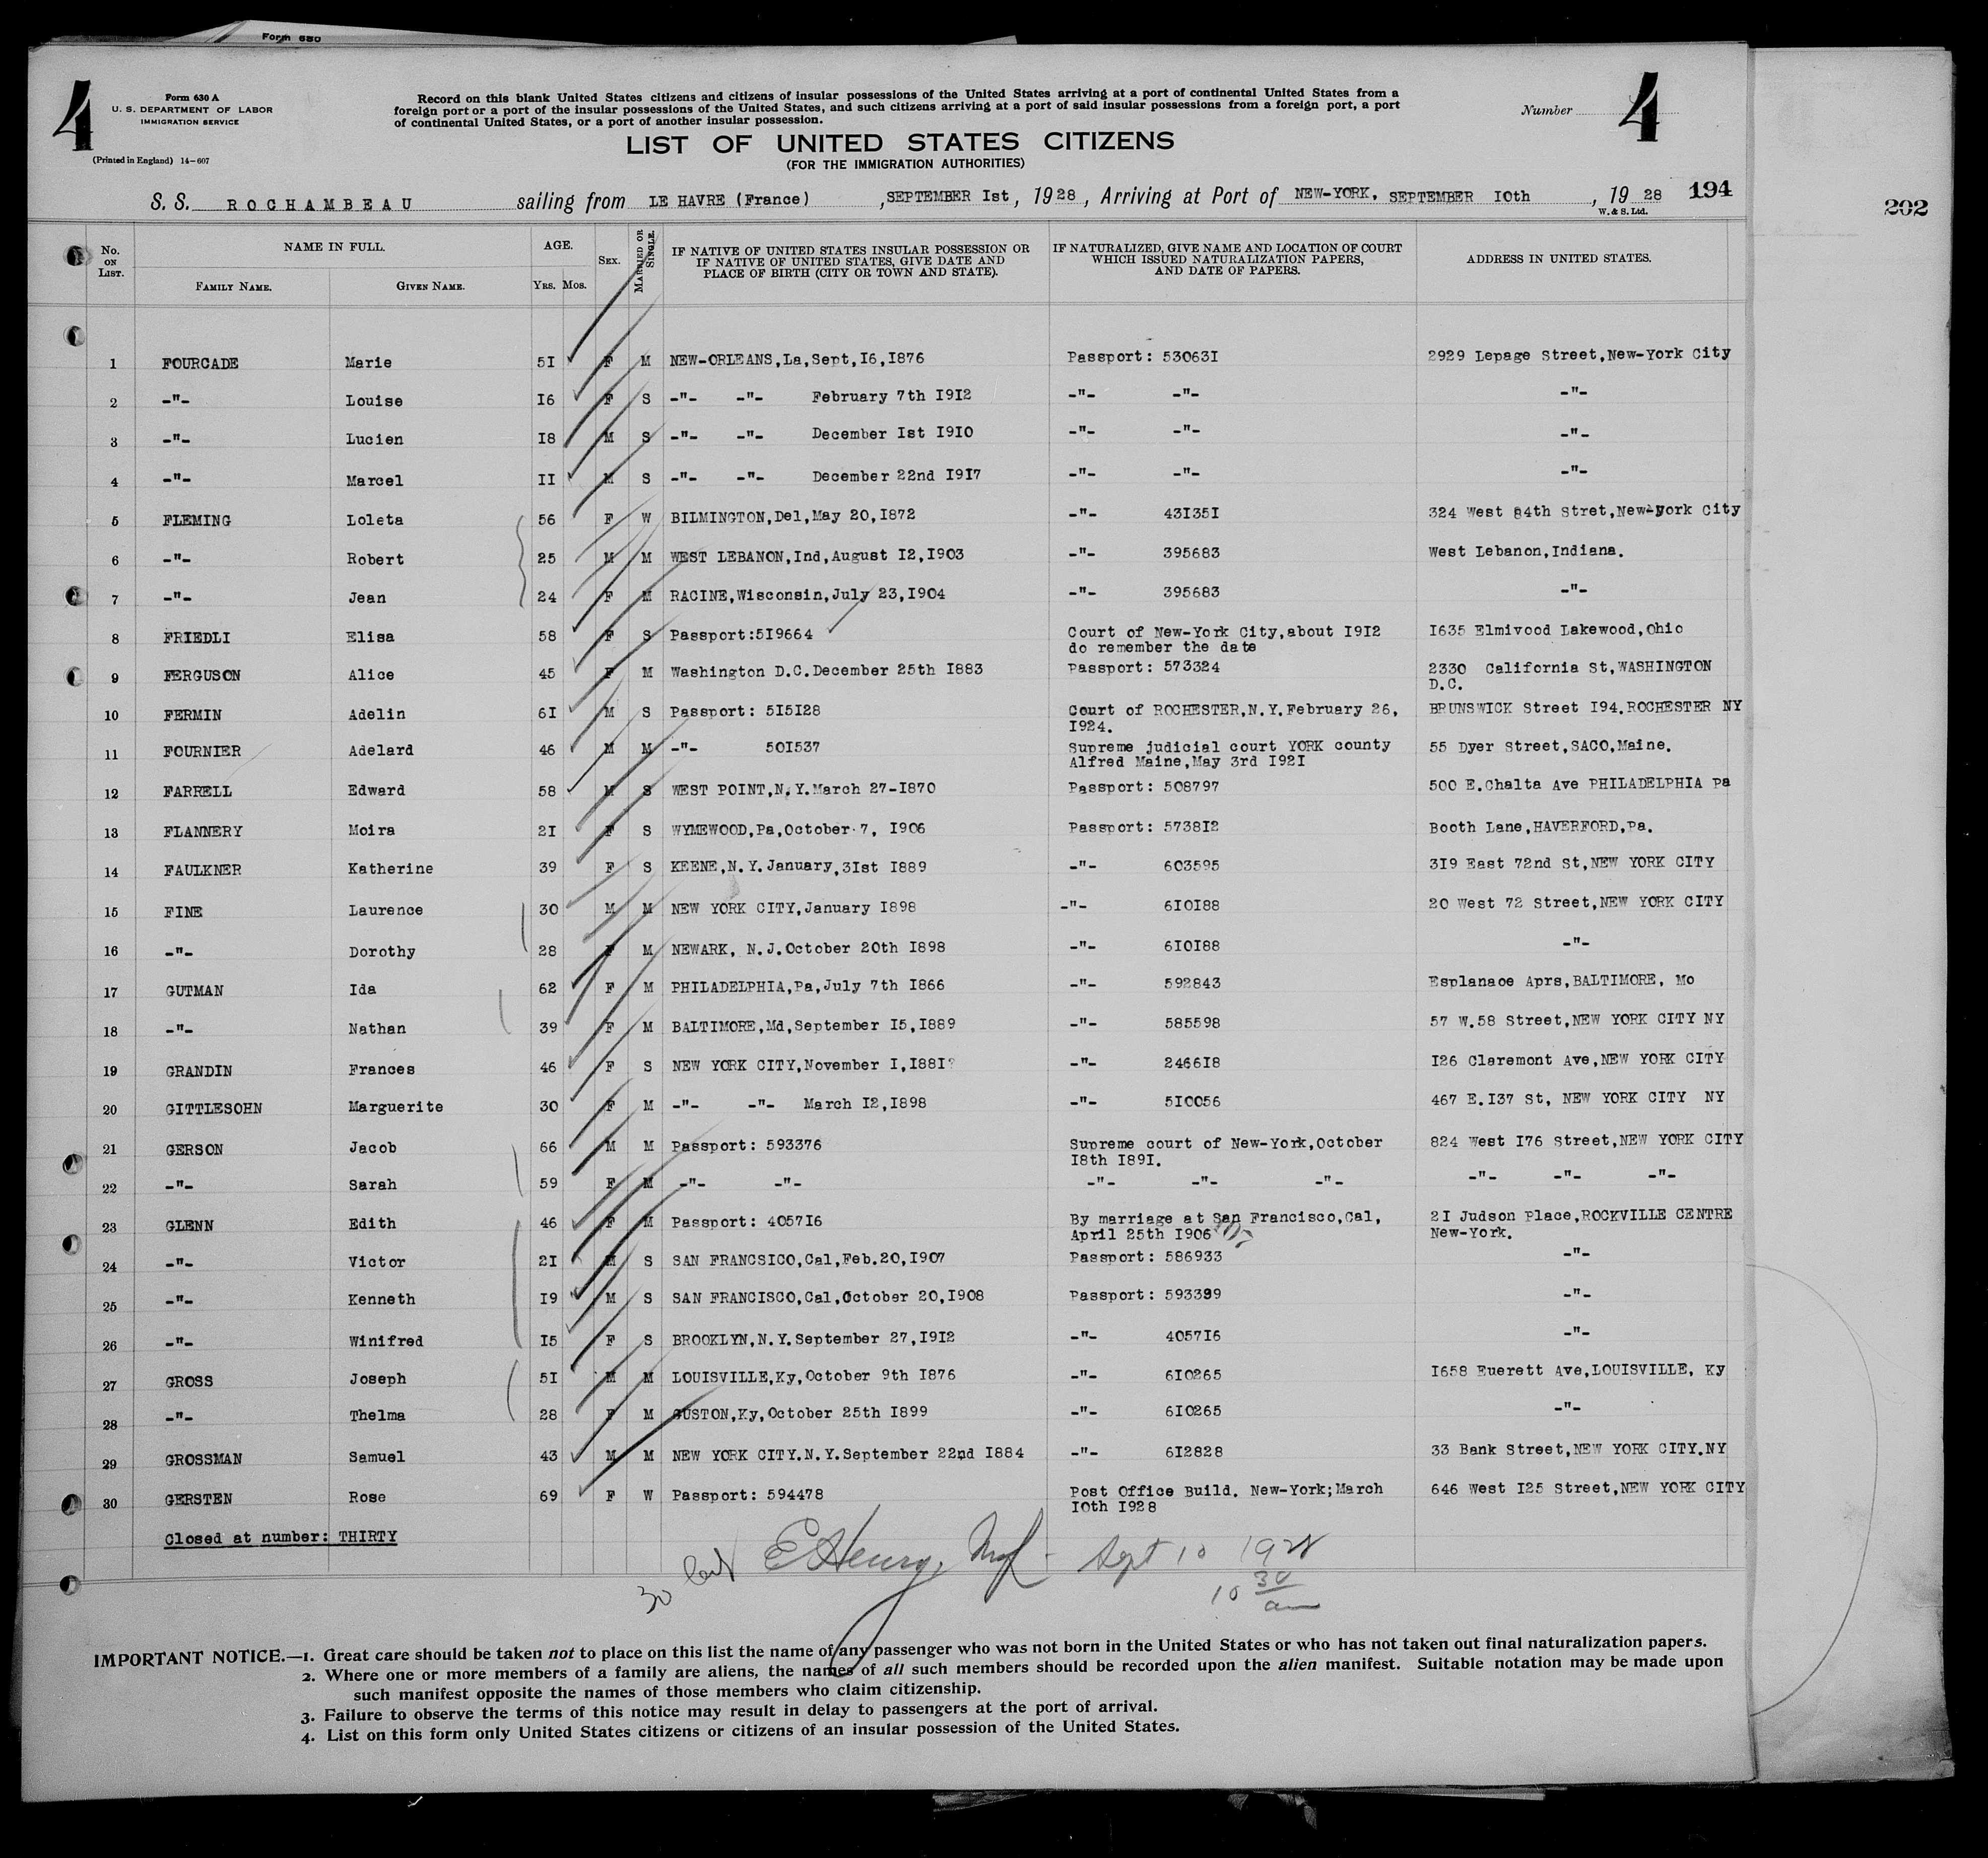 Form 630
4
Form 630 A
U. S. DEPARTMENT OF LABOR
IMMIGRATION SERVICE
(Printed in England) 14-607
Record on this blank United States citizens and citizens of insular possessions of the United States arriving at a port of continental United States from a
foreign port or a port of the insular possessions of the United States, and such citizens arriving at a port of said insular possessions from a foreign port, a port
of continental United States, or a port of another insular possession.
Number 4
LIST OF UNITED STATES CITIZENS
(FOR THE IMMIGRATION AUTHORITIES)
S. S. ROCHAMBEAU sailing from LE HAVRE (France) ,SEPTEMBER Ist, 1928, Arriving at Port of NEW-YORK, SEPTEMBER IOth , 19 28 194
W. & S. Ltd.
202
No. ON LIST. NAME IN FULL. AGE. SEX. MARRIED OR SINGLE. IF NATIVE OF UNITED STATES INSULAR POSSESSION OR IF NATIVE OF UNITED STATES, GIVE DATE AND PLACE OF BIRTH (CITY OR TOWN AND STATE). IF NATURALIZED, GIVE NAME AND LOCATION OF COURT WHICH ISSUED NATURALIZATION PAPERS, AND DATE OF PAPERS. ADDRESS IN UNITED STATES.
FAMILY NAME. GIVEN NAME. YRS. MOS.
1 FOURCADE Marie 5I F M NEW-ORLEANS,La,Sept,I6,I876 Passport: 53063I 2929 Lepage Street,New-York City
2 -"- Louise I6 F S -"- -"- February 7th I9I2 -"- -"- -"-
3 -"- Lucien I8 M S -"- -"- December Ist I9I0 -"- -"- -"-
4 -"- Marcel II M S -"- -"- December 22nd I9I7 -"- -"- -"-
5 FLEMING Loleta 56 F W BILMINGTON,Del,May 20,I872 -"- 43I35I 324 West 84th Stret,New-york City
6 -"- Robert 25 M M WEST LEBANON,Ind,August I2,I903 -"- 395683 West Lebanon,Indiana.
7 -"- Jean 24 F M RACINE,Wisconsin,July 23,I904 -"- 395683 -"-
8 FRIEDLI Elisa 58 F S Passport:5I9664 Court of New-York City,about I9I2 I635 Elmivood Lakewood,Ohio
do remember the date
9 FERGUSON Alice 45 F M Washington D.C.December 25th I883 Passport: 573324 2330 California St,WASHINGTON
D.C.
10 FERMIN Adelin 6I M S Passport: 5I5I28 Court of ROCHESTER,N.Y.February 26, BRUNSWICK Street I94.ROCHESTER NY
I924.
11 FOURNIER Adelard 46 M M -"- 50I537 Supreme judicial court YORK county 55 Dyer Street,SACO,Maine.
Alfred Maine,May 3rd I92I
12 FARRELL Edward 58 M S WEST POINT,N.Y.March 27-I870 Passport: 508797 500 E.Chalta Ave PHILADELPHIA Pa
13 FLANNERY Moira 2I F S WYMEWOOD,Pa,October 7, I906 Passport: 5738I2 Booth Lane,HAVERFORD,Pa.
14 FAULKNER Katherine 39 F S KEENE,N.Y.January,3Ist I889 -"- 603595 3I9 East 72nd St,NEW YORK CITY
15 FINE Laurence 30 M M NEW YORK CITY,January I898 -"- 6I0I88 20 West 72 Street,NEW YORK CITY
16 -"- Dorothy 28 F M NEWARK, N.J.October 20th I898 -"- 6I0I88 -"-
17 GUTMAN Ida 62 F M PHILADELPHIA,Pa,July 7th I866 -"- 592843 Esplanaoe Aprs,BALTIMORE, Mo
18 -"- Nathan 39 F M BALTIMORE,Md,September I5,I889 -"- 585598 57 W.58 Street,NEW YORK CITY NY
19 GRANDIN Frances 46 F S NEW YORK CITY,November I,I88I? -"- 2466I8 I26 Claremont Ave,NEW YORK CITY
20 GITTLESOHN Marguerite 30 F M -"- -"- March I2,I898 -"- 5I0056 467 E.I37 St, NEW YORK CITY NY
21 GERSON Jacob 66 M M Passport: 593376 Supreme court of New-York,October 824 West I76 Street,NEW YORK CITY
I8th I89I.
22 -"- Sarah 59 F M -"- -"- -"- -"- -"- -"- -"- -"-
23 GLENN Edith 46 F M Passport: 4057I6 By marriage at San Francisco,Cal, 2I Judson Place,ROCKVILLE CENTRE
April 25th I906 New-York.
24 -"- Victor 2I M S SAN FRANCSICO,Cal,Feb.20,I907 Passport: 586933 -"-
25 -"- Kenneth I9 M S SAN FRANCISCO,Cal,October 20,I908 Passport: 593399 -"-
26 -"- Winifred I5 F S BROOKLYN,N.Y.September 27,I9I2 -"- 4057I6 -"-
27 GROSS Joseph 5I M M LOUISVILLE,Ky,October 9th I876 -"- 6I0265 I658 Euerett Ave,LOUISVILLE, Ky
28 -"- Thelma 28 F M GUSTON,Ky,October 25th I899 -"- 6I0265 -"-
29 GROSSMAN Samuel 43 M M NEW YORK CITY.N.Y.September 22nd I884 -"- 6I2828 33 Bank Street,NEW YORK CITY.NY
30 GERSTEN Rose 69 F W Passport: 594478 Post Office Build. New-York;March 646 West I25 Street,NEW YORK CITY
IOth I928
Closed at number: THIRTY
30 E Henry, Sept 10 1928
10 30
am
IMPORTANT NOTICE.—1. Great care should be taken not to place on this list the name of any passenger who was not born in the United States or who has not taken out final naturalization papers.
2. Where one or more members of a family are aliens, the names of all such members should be recorded upon the alien manifest. Suitable notation may be made upon
such manifest opposite the names of those members who claim citizenship.
3. Failure to observe the terms of this notice may result in delay to passengers at the port of arrival.
4. List on this form only United States citizens or citizens of an insular possession of the United States.